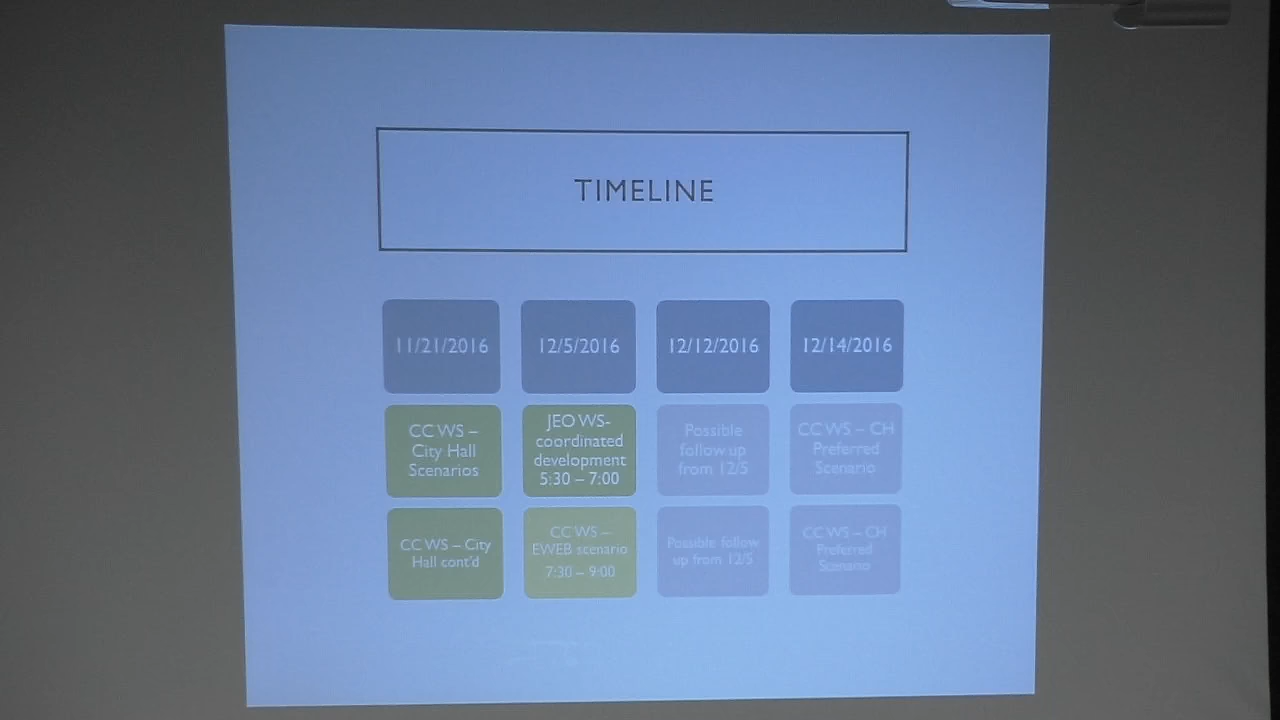 TIMELINE
11/21/2016
12/5/2016
12/12/2016
12/14/2016
CC WS –
City Hall
Scenarios
JEO WS-
coordinated
development
5:30 – 7:00
Possible
follow up
from 12/5
CC WS – CH
Preferred
Scenario
CC WS – City
Hall cont'd
CC WS –
EWEB scenario
7:30 – 9:00
Possible follow
up from 12/5
CC WS – CH
Preferred
Scenario